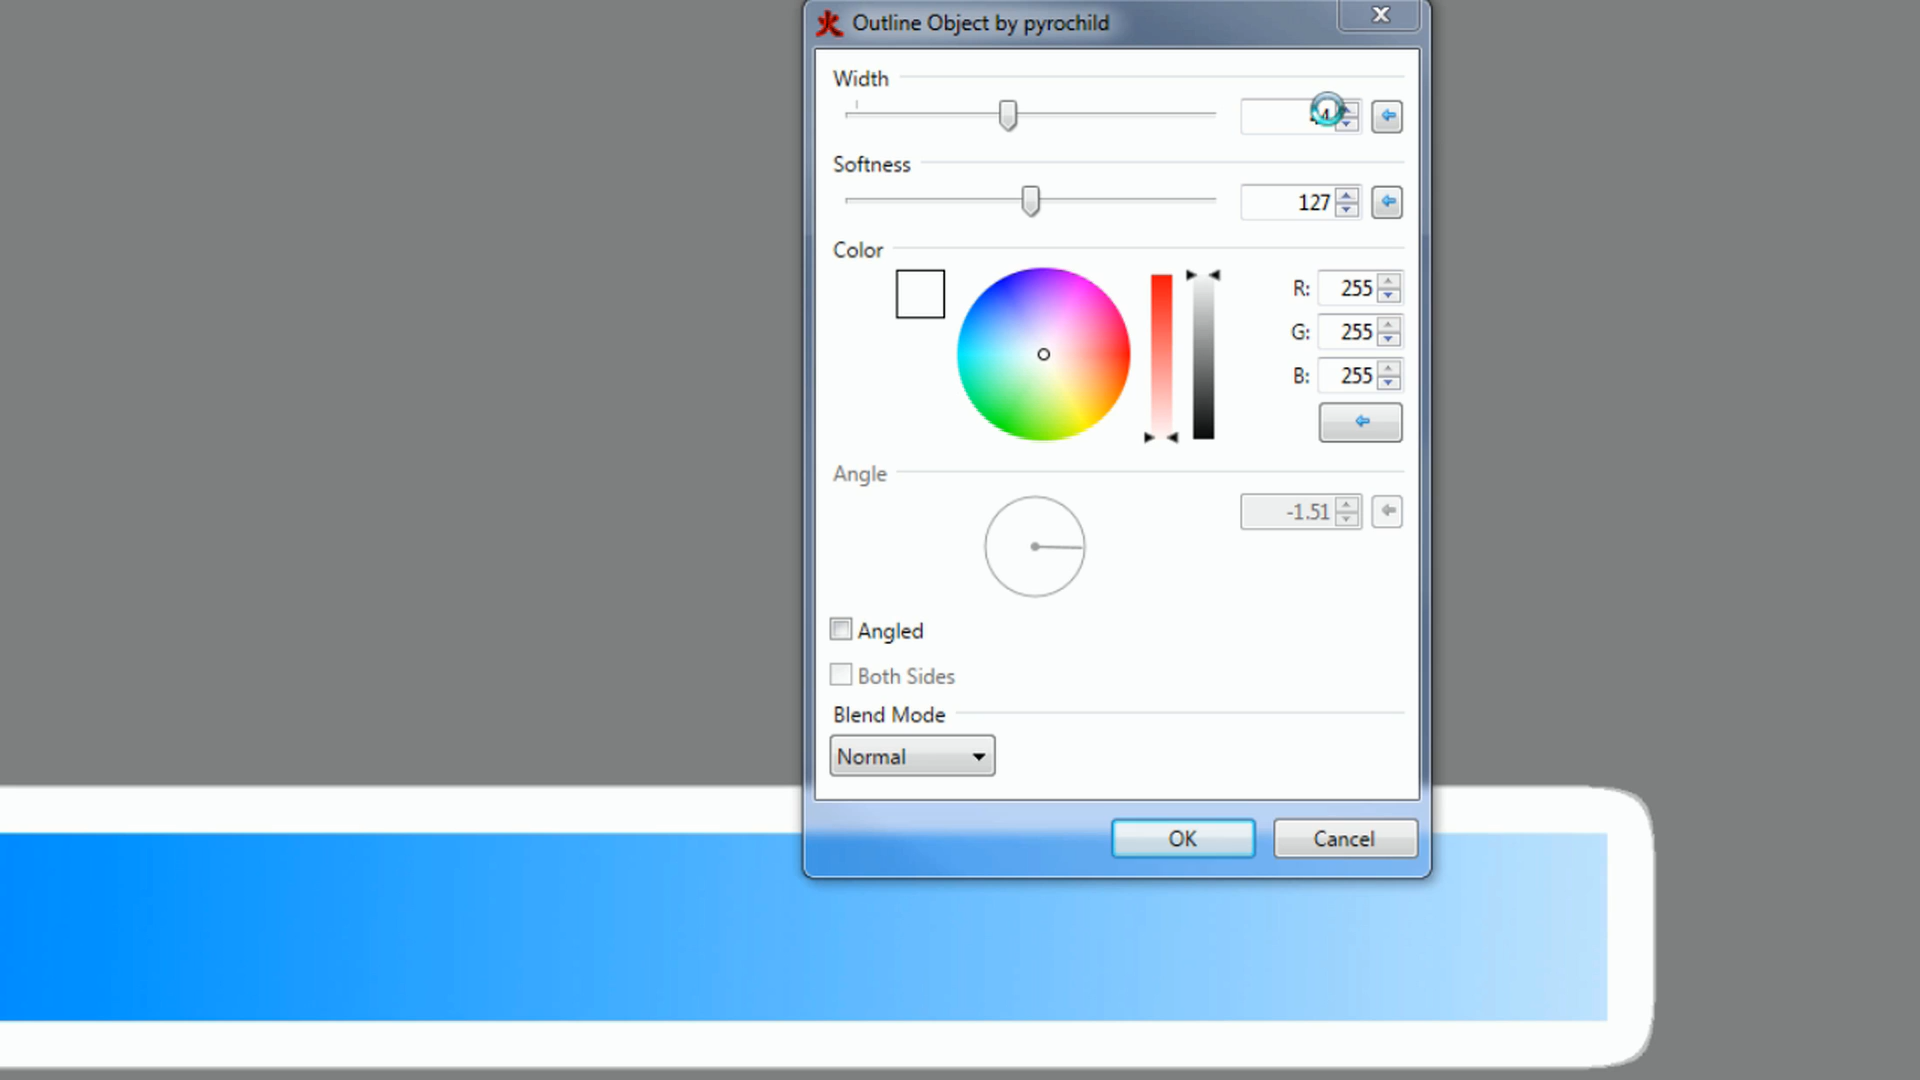 火 Outline Object by pyrochild
Width
Softness
127
Color
R: 255
G: 255
B: 255
Angle
-1.51
Angled
Both Sides
Blend Mode
Normal
OK Cancel